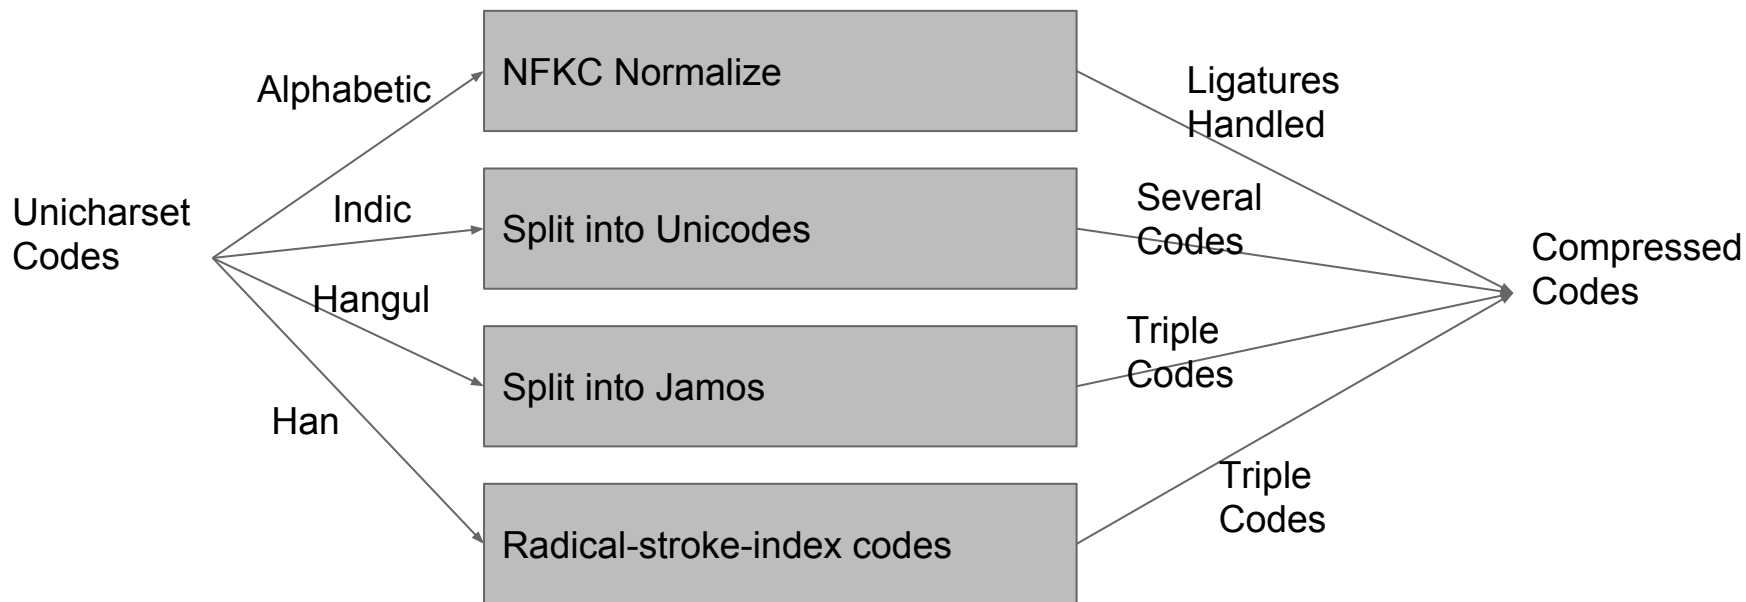 Unicharset
Codes
Alphabetic
Indic
Hangul
Han
NFKC Normalize
Split into Unicodes
Split into Jamos
Radical-stroke-index codes
Ligatures
Handled
Several
Codes
Triple
Codes
Triple
Codes
Compressed
Codes